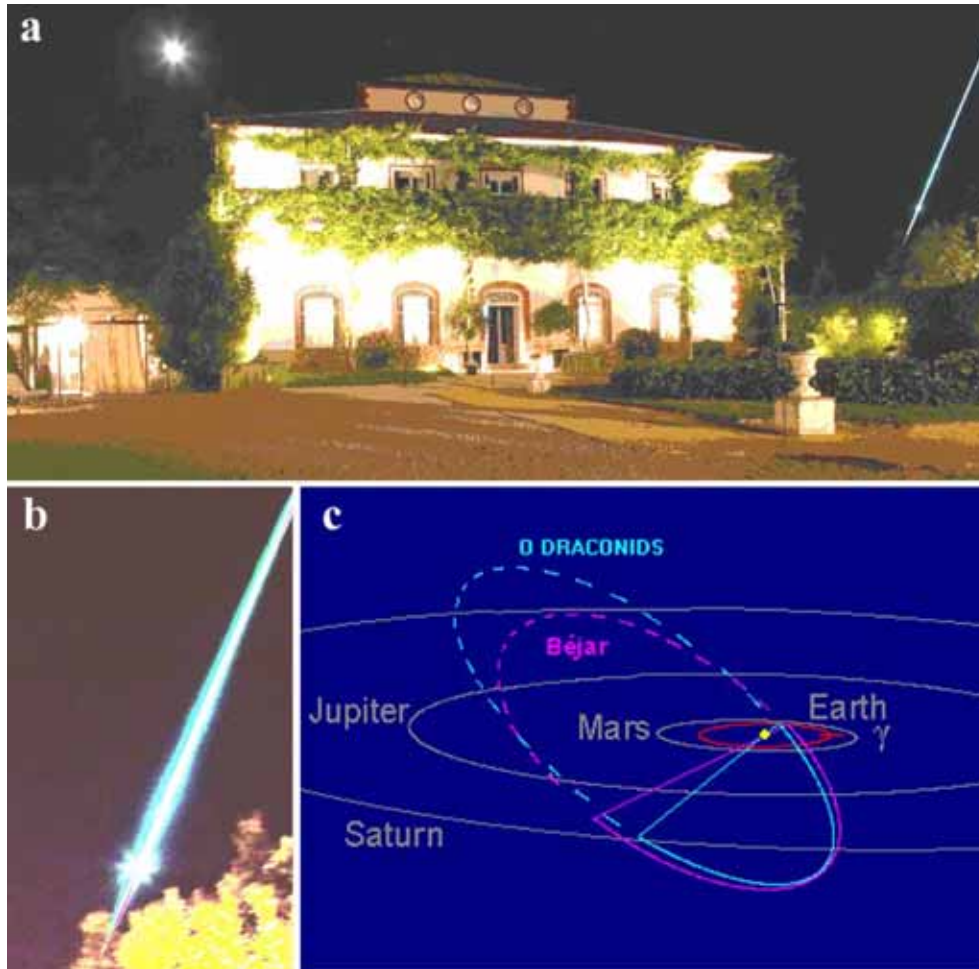 a
b
c
O DRACONIDS
Béjar
Jupiter
Mars
Earth
γ
Saturn